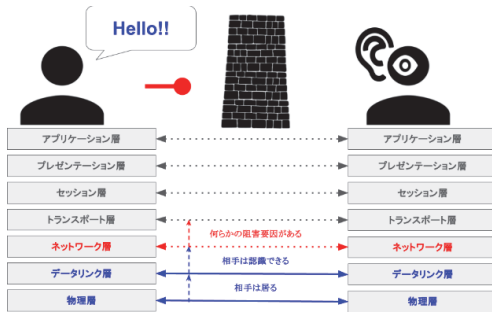 Hello!!
アプリケーション層 アプリケーション層
プレゼンテーション層 プレゼンテーション層
セッション層 セッション層
トランスポート層 トランスポート層
何らかの阻害要因がある
ネットワーク層 ネットワーク層
相手は認識できる
データリンク層 データリンク層
相手は居る
物理層 物理層